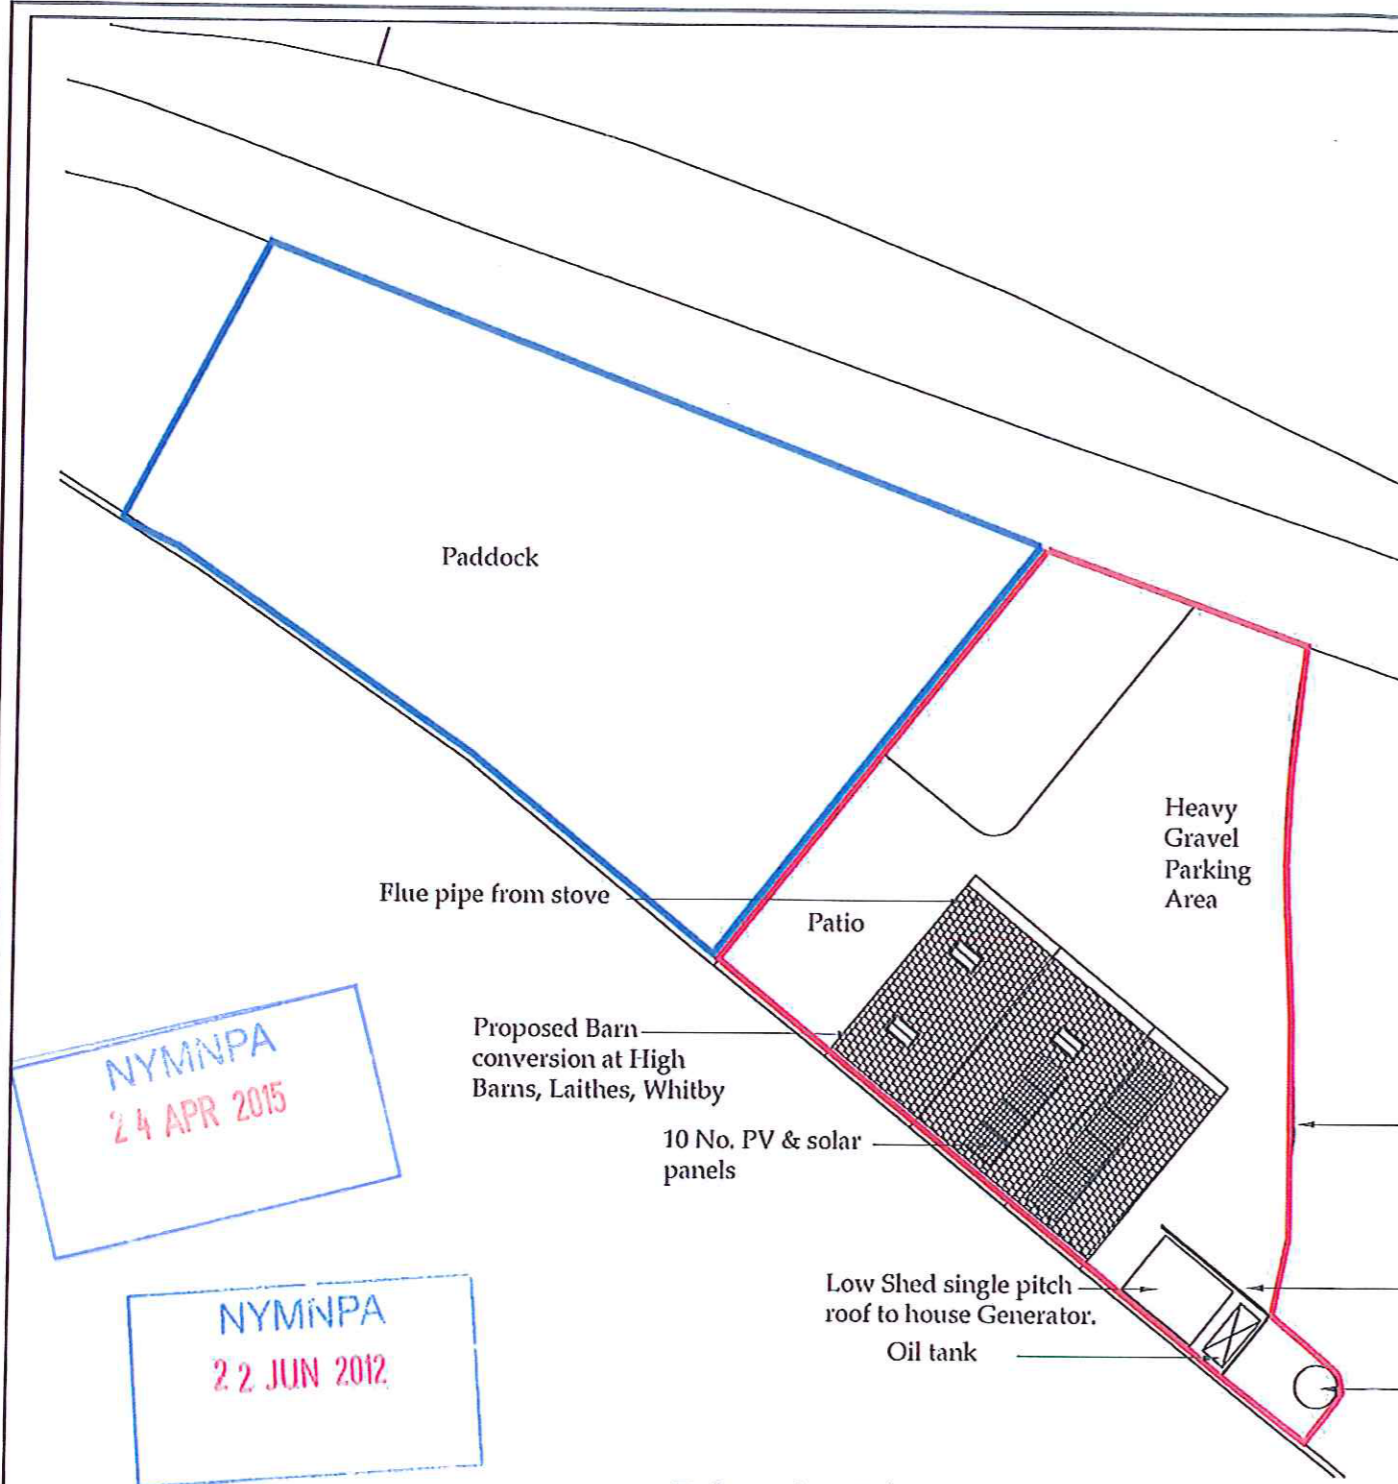 Paddock
Heavy
Gravel
Parking
Area
Flue pipe from stove
Patio
Proposed Barn
conversion at High
Barns, Laithes, Whitby
10 No. PV & solar
panels
NYMNPA
24 APR 2015
Low Shed single pitch
roof to house Generator.
Oil tank
NYMNPA
22 JUN 2012